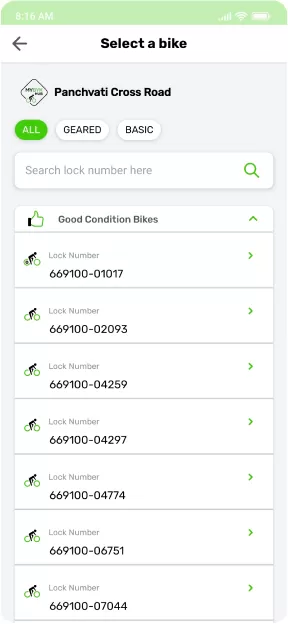 8:16 AM
Select a bike
MYBYK
HUB
Panchvati Cross Road
ALL
GEARED
BASIC
Search lock number here
Good Condition Bikes
Lock Number
669100-01017
Lock Number
669100-02093
Lock Number
669100-04259
Lock Number
669100-04297
Lock Number
669100-04774
Lock Number
669100-06751
Lock Number
669100-07044